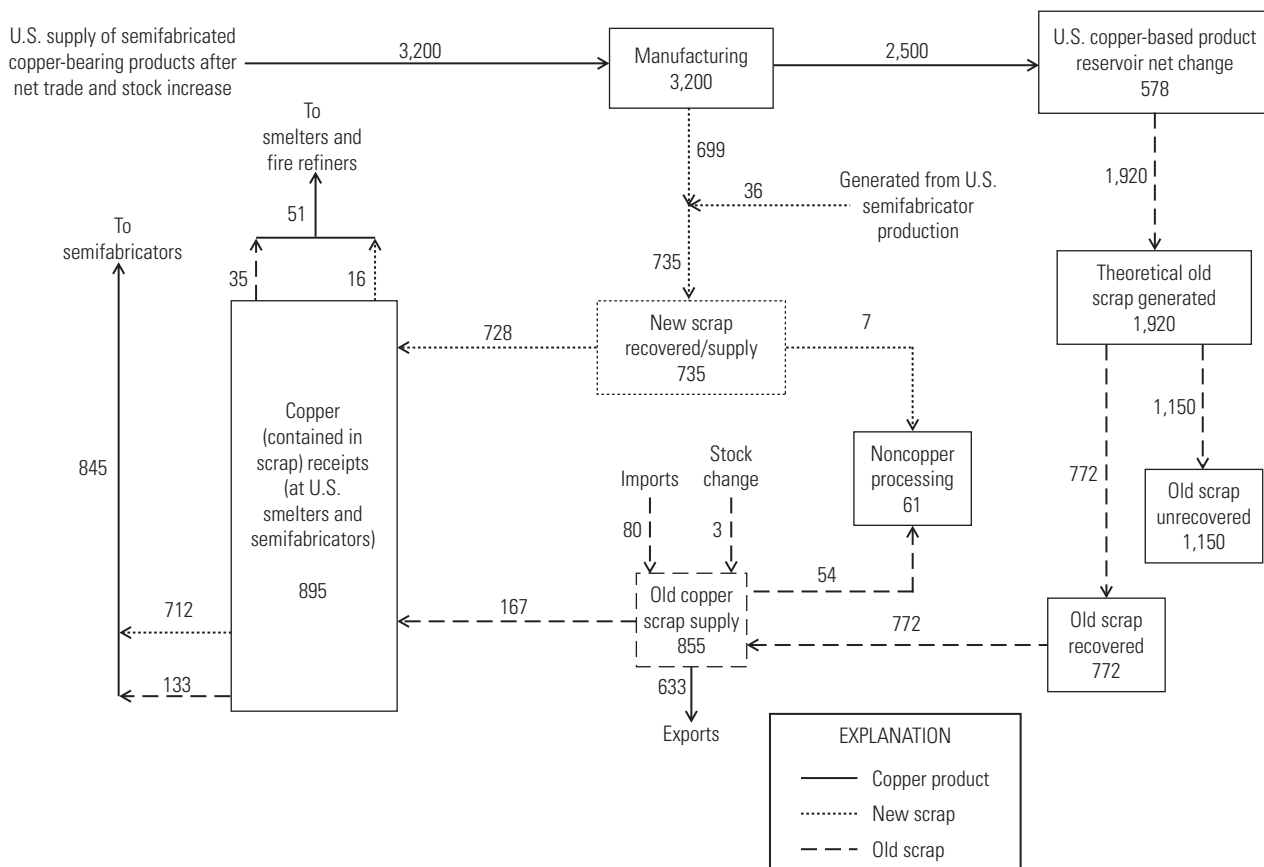 U.S. supply of semifabricated
copper-bearing products after
net trade and stock increase
3,200
Manufacturing
3,200
2,500
U.S. copper-based product
reservoir net change
578
To
smelters and
fire refiners
699
1,920
36
Generated from U.S.
semifabricator
production
51
To
semifabricators
35
16
735
Theoretical old
scrap generated
1,920
728
New scrap
recovered/supply
735
7
1,150
772
Copper
(contained in
scrap) receipts
(at U.S.
smelters and
semifabricators)
895
845
Imports
Stock
change
Noncopper
processing
61
Old scrap
unrecovered
1,150
80
3
54
167
Old copper
scrap supply
855
772
Old scrap
recovered
772
712
133
633
Exports
EXPLANATION
Copper product
New scrap
Old scrap